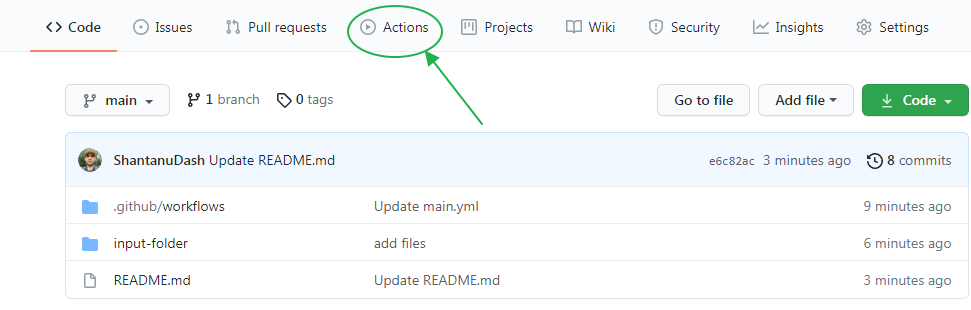 Code Issues Pull requests Actions Projects Wiki Security Insights Settings
main 1 branch 0 tags Go to file Add file Code
ShantanuDash Update README.md e6c82ac 3 minutes ago 8 commits
.github/workflows Update main.yml 9 minutes ago
input-folder add files 6 minutes ago
README.md Update README.md 3 minutes ago